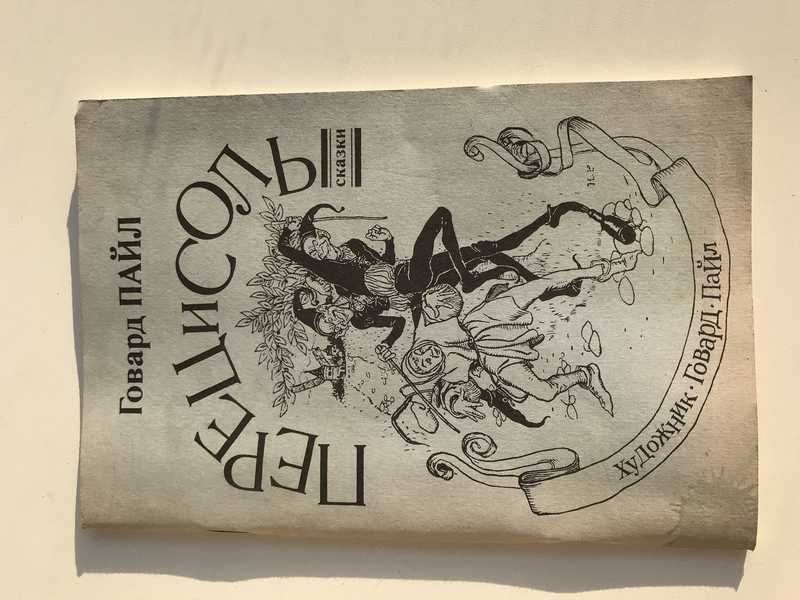 Говард ПАЙЛ
ПЕРЕЦ И СОЛЬ
сказки
H.P
Художник · Говард · Пайл